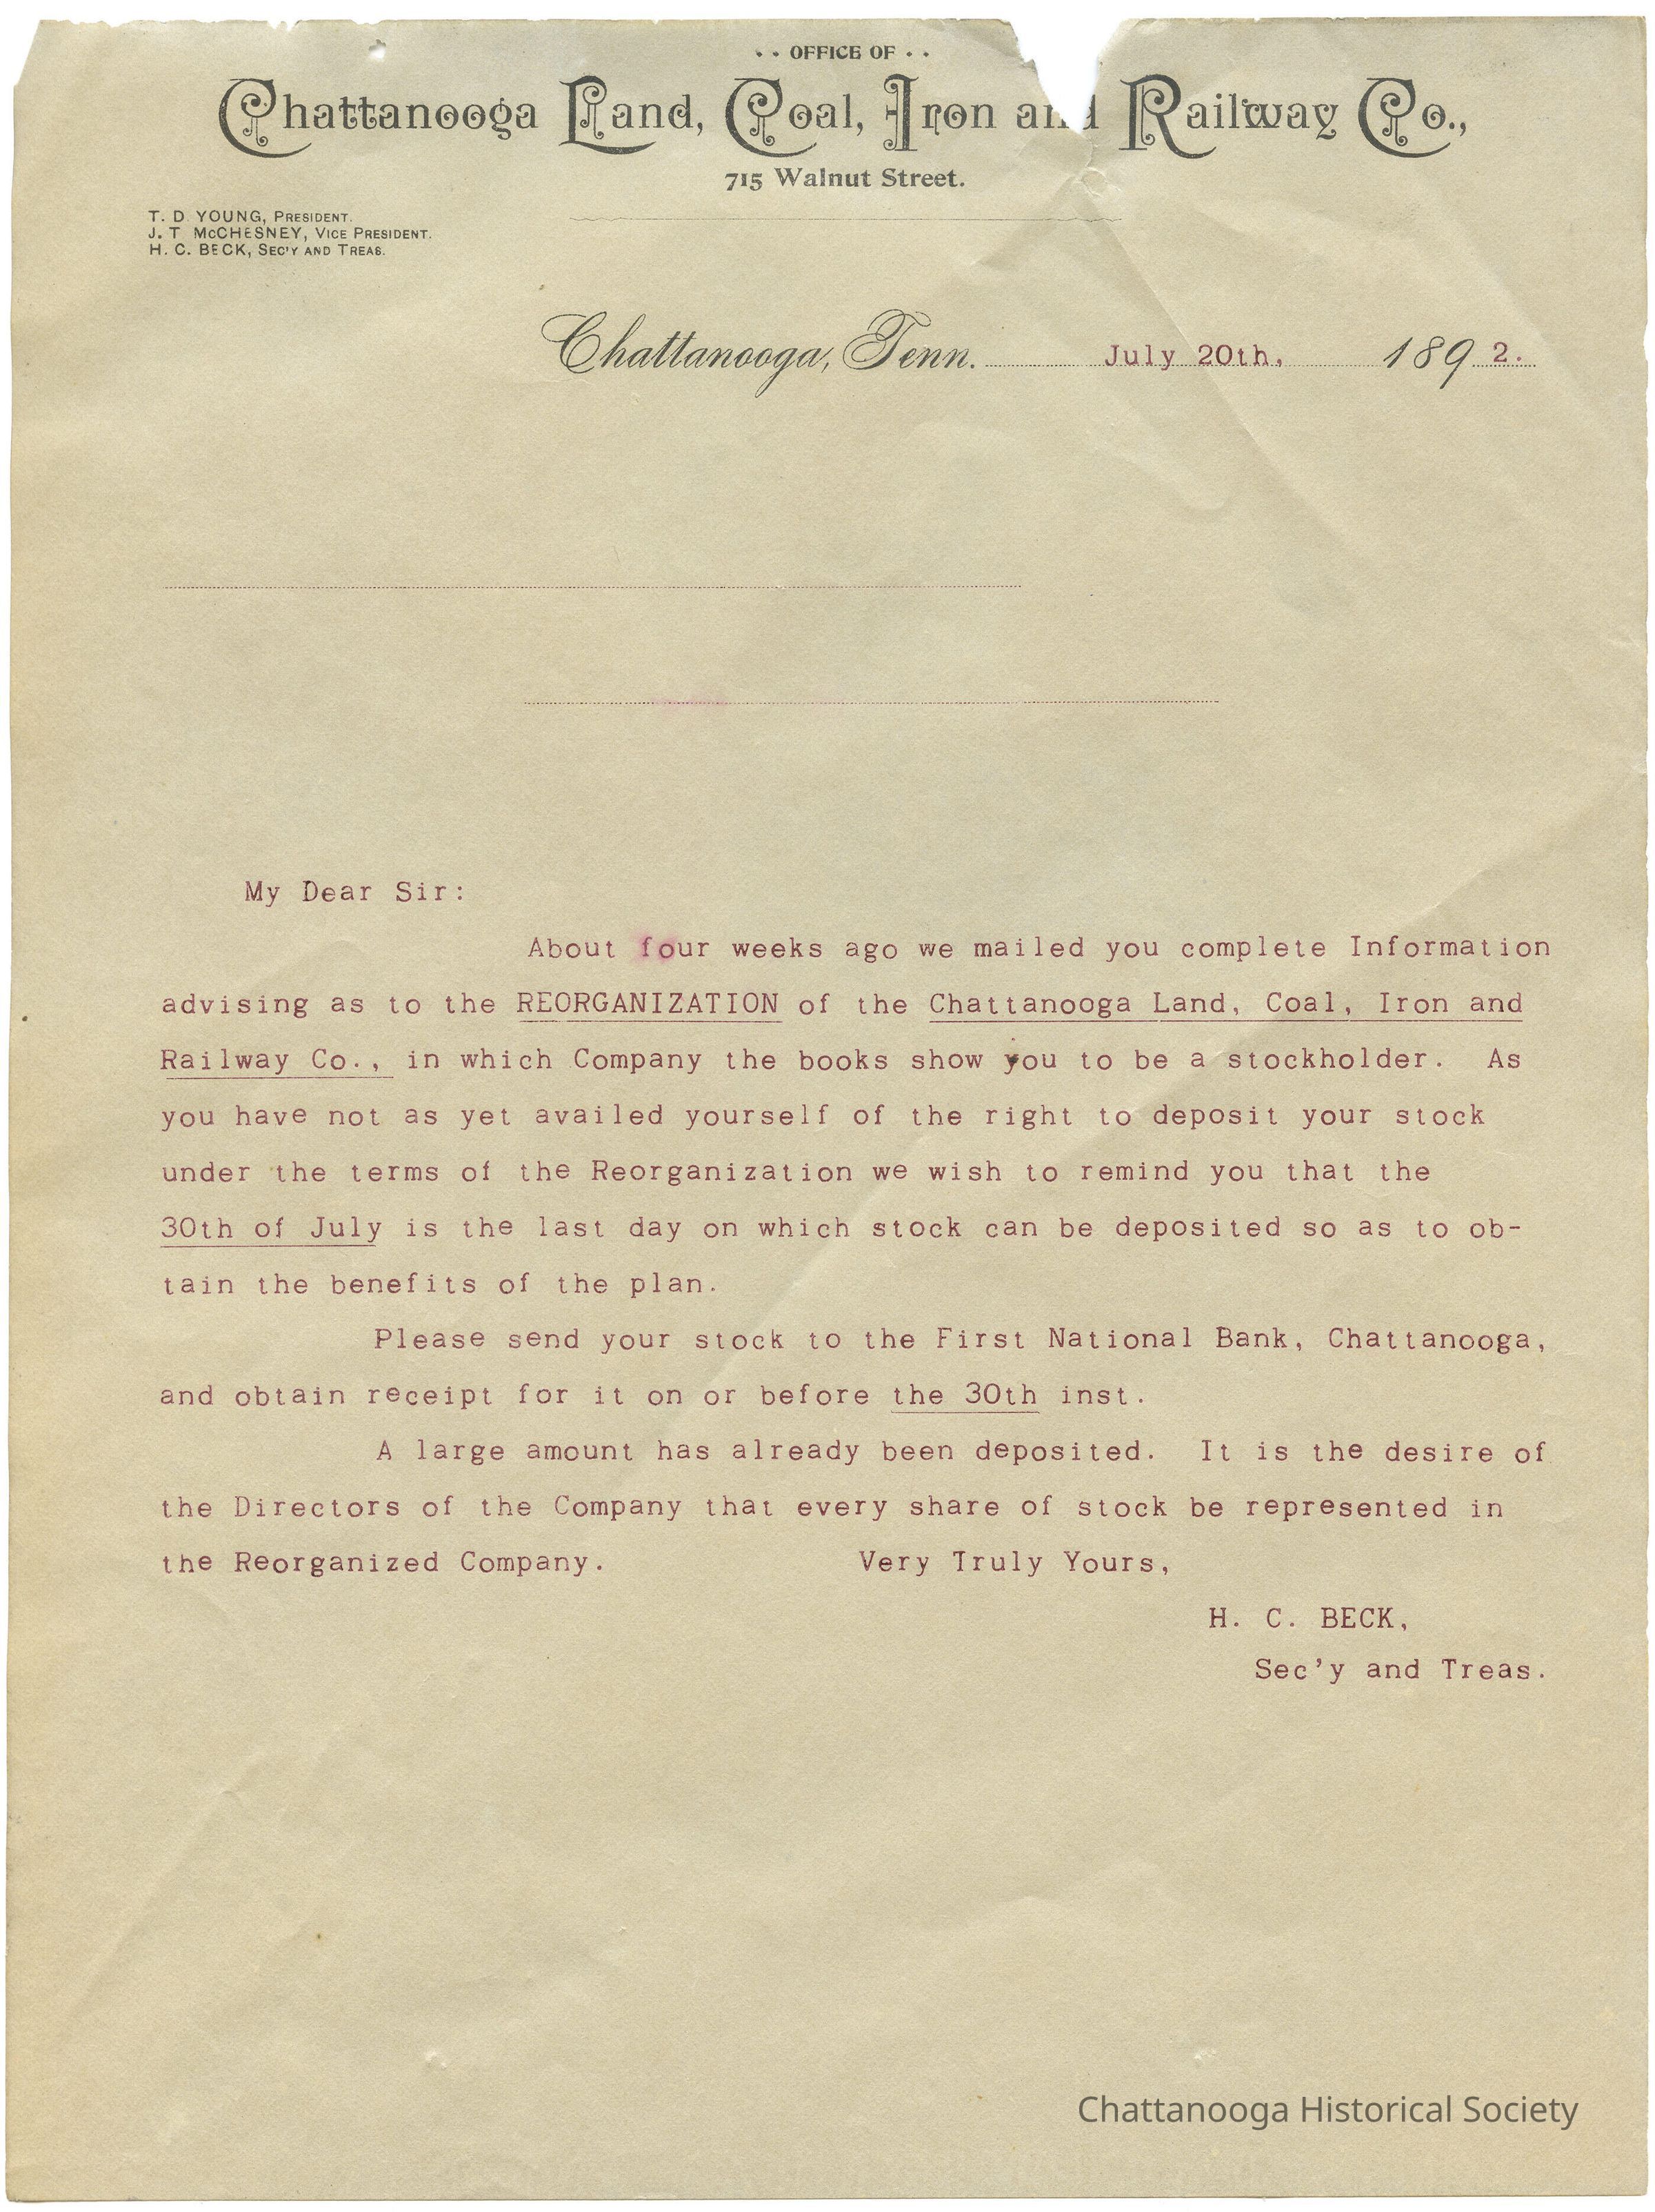 · · OFFICE OF · ·
Chattanooga Land, Coal, Iron and Railway Co.,
715 Walnut Street.
T. D. YOUNG, PRESIDENT.
J. T McCHESNEY, VICE PRESIDENT.
H. C. BECK, SEC'Y AND TREAS.
Chattanooga, Tenn. July 20th, 1892.
My Dear Sir:
About four weeks ago we mailed you complete Information
advising as to the REORGANIZATION of the Chattanooga Land, Coal, Iron and
Railway Co., in which Company the books show you to be a stockholder. As
you have not as yet availed yourself of the right to deposit your stock
under the terms of the Reorganization we wish to remind you that the
30th of July is the last day on which stock can be deposited so as to ob-
tain the benefits of the plan.
Please send your stock to the First National Bank, Chattanooga,
and obtain receipt for it on or before the 30th inst.
A large amount has already been deposited. It is the desire of
the Directors of the Company that every share of stock be represented in
the Reorganized Company. Very Truly Yours,
H. C. BECK,
Sec'y and Treas.
Chattanooga Historical Society